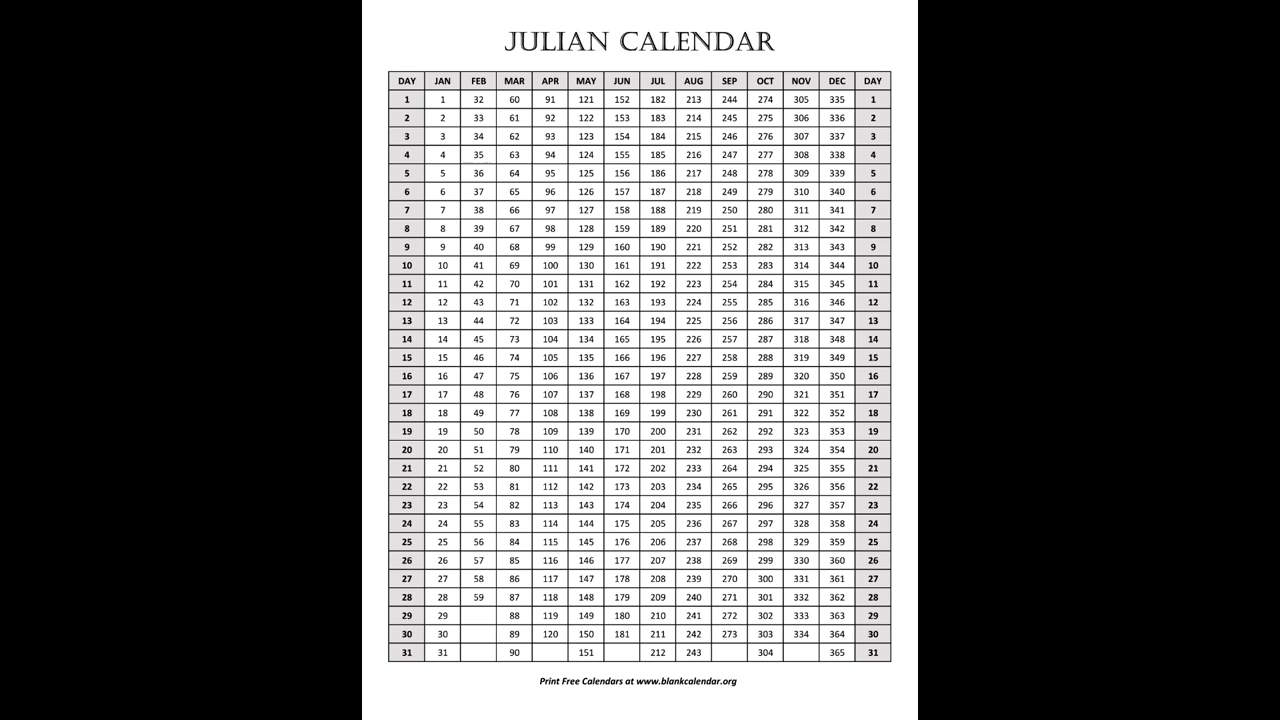 JULIAN CALENDAR
DAY JAN FEB MAR APR MAY JUN JUL AUG SEP OCT NOV DEC DAY
1 1 32 60 91 121 152 182 213 244 274 305 335 1
2 2 33 61 92 122 153 183 214 245 275 306 336 2
3 3 34 62 93 123 154 184 215 246 276 307 337 3
4 4 35 63 94 124 155 185 216 247 277 308 338 4
5 5 36 64 95 125 156 186 217 248 278 309 339 5
6 6 37 65 96 126 157 187 218 249 279 310 340 6
7 7 38 66 97 127 158 188 219 250 280 311 341 7
8 8 39 67 98 128 159 189 220 251 281 312 342 8
9 9 40 68 99 129 160 190 221 252 282 313 343 9
10 10 41 69 100 130 161 191 222 253 283 314 344 10
11 11 42 70 101 131 162 192 223 254 284 315 345 11
12 12 43 71 102 132 163 193 224 255 285 316 346 12
13 13 44 72 103 133 164 194 225 256 286 317 347 13
14 14 45 73 104 134 165 195 226 257 287 318 348 14
15 15 46 74 105 135 166 196 227 258 288 319 349 15
16 16 47 75 106 136 167 197 228 259 289 320 350 16
17 17 48 76 107 137 168 198 229 260 290 321 351 17
18 18 49 77 108 138 169 199 230 261 291 322 352 18
19 19 50 78 109 139 170 200 231 262 292 323 353 19
20 20 51 79 110 140 171 201 232 263 293 324 354 20
21 21 52 80 111 141 172 202 233 264 294 325 355 21
22 22 53 81 112 142 173 203 234 265 295 326 356 22
23 23 54 82 113 143 174 204 235 266 296 327 357 23
24 24 55 83 114 144 175 205 236 267 297 328 358 24
25 25 56 84 115 145 176 206 237 268 298 329 359 25
26 26 57 85 116 146 177 207 238 269 299 330 360 26
27 27 58 86 117 147 178 208 239 270 300 331 361 27
28 28 59 87 118 148 179 209 240 271 301 332 362 28
29 29 88 119 149 180 210 241 272 302 333 363 29
30 30 89 120 150 181 211 242 273 303 334 364 30
31 31 90 151 212 243 304 365 31
Print Free Calendars at www.blankcalendar.org